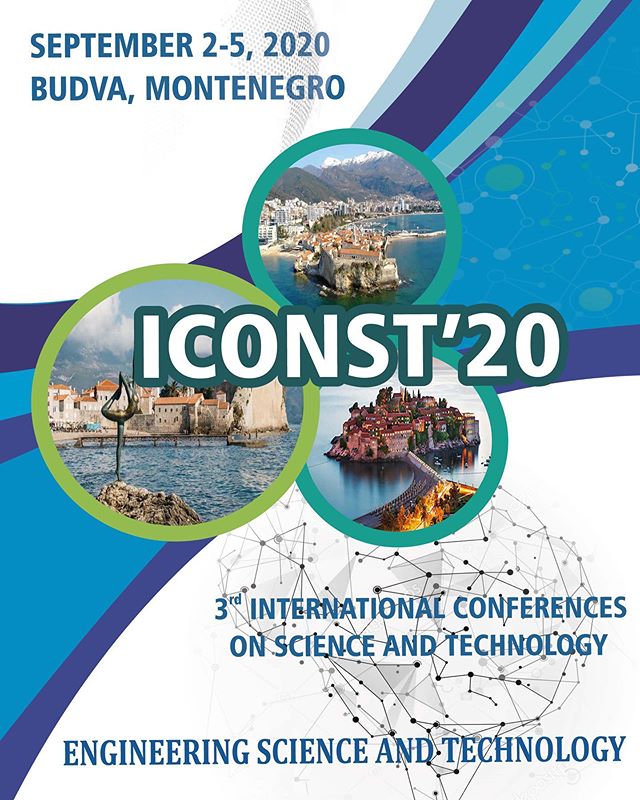 SEPTEMBER 2-5, 2020
BUDVA, MONTENEGRO
ICONST'20
3rd INTERNATIONAL CONFERENCES
ON SCIENCE AND TECHNOLOGY
ENGINEERING SCIENCE AND TECHNOLOGY